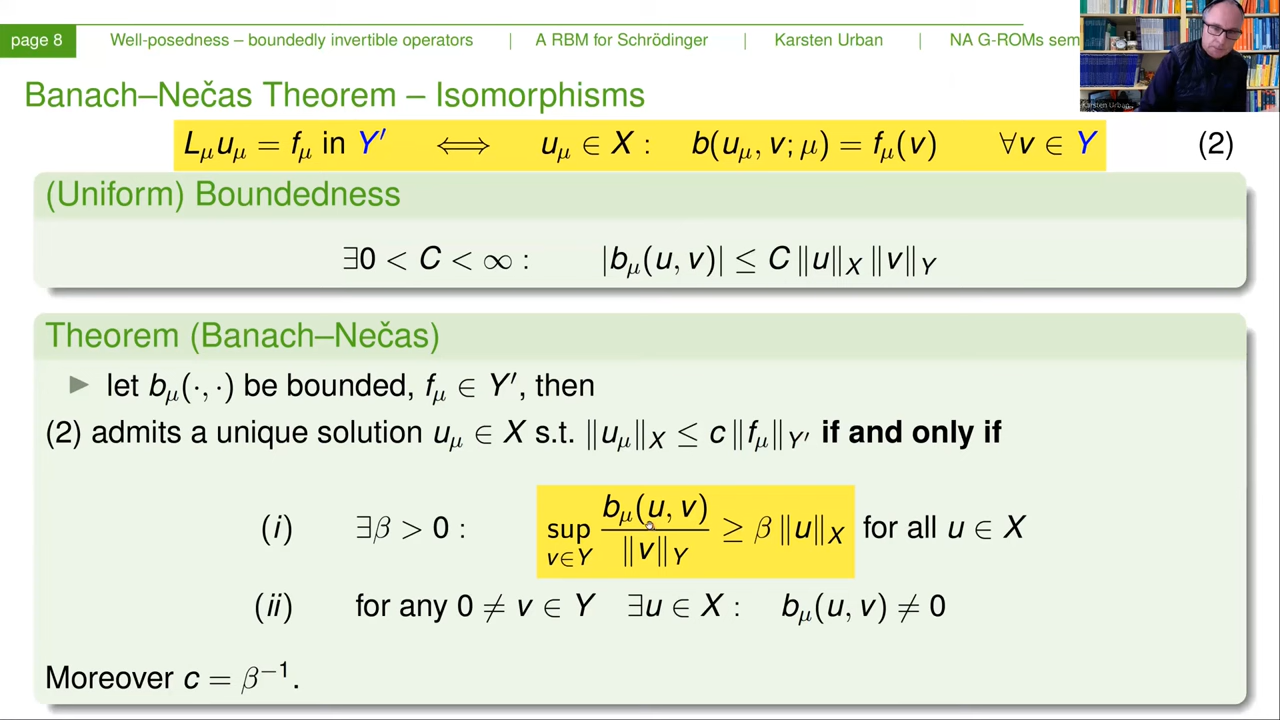 page 8 Well-posedness – boundedly invertible operators | A RBM for Schrödinger | Karsten Urban | NA G-ROMs sem
Karsten Urban
Banach–Nečas Theorem – Isomorphisms
L_μ u_μ = f_μ in Y′ ⟺ u_μ ∈ X : b(u_μ, v; μ) = f_μ(v) ∀v ∈ Y (2)
(Uniform) Boundedness
∃0 < C < ∞ : |b_μ(u, v)| ≤ C ‖u‖_X ‖v‖_Y
Theorem (Banach–Nečas)
▶ let b_μ(·, ·) be bounded, f_μ ∈ Y′, then
(2) admits a unique solution u_μ ∈ X s.t. ‖u_μ‖_X ≤ c ‖f_μ‖_Y′ if and only if
(i) ∃β > 0 : sup_{v∈Y} b_μ(u, v) / ‖v‖_Y ≥ β ‖u‖_X for all u ∈ X
(ii) for any 0 ≠ v ∈ Y ∃u ∈ X : b_μ(u, v) ≠ 0
Moreover c = β⁻¹.